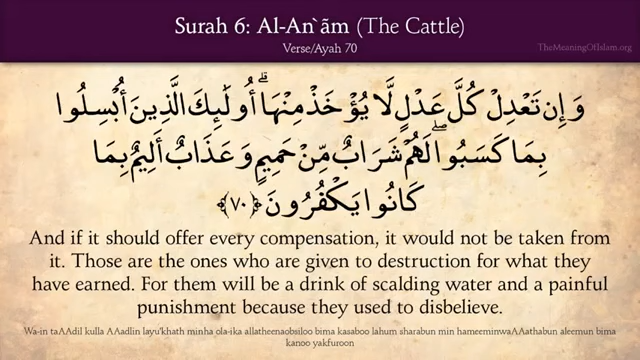 Surah 6: Al-An`ãm (The Cattle)
Verse/Ayah 70
TheMeaningOfIslam.org
وَإِن تَعْدِلْ كُلَّ عَدْلٍ لَّا يُؤْخَذْ مِنْهَا ۗ أُولَٰئِكَ الَّذِينَ أُبْسِلُوا
بِمَا كَسَبُوا ۖ لَهُمْ شَرَابٌ مِّنْ حَمِيمٍ وَعَذَابٌ أَلِيمٌ بِمَا
كَانُوا يَكْفُرُونَ ﴿٧٠﴾
And if it should offer every compensation, it would not be taken from
it. Those are the ones who are given to destruction for what they
have earned. For them will be a drink of scalding water and a painful
punishment because they used to disbelieve.
Wa-in taAAdil kulla AAadlin layu'khath minha ola-ika allatheenaobsiloo bima kasaboo lahum sharabun min hameeminwaAAathabun aleemun bima
kanoo yakfuroon